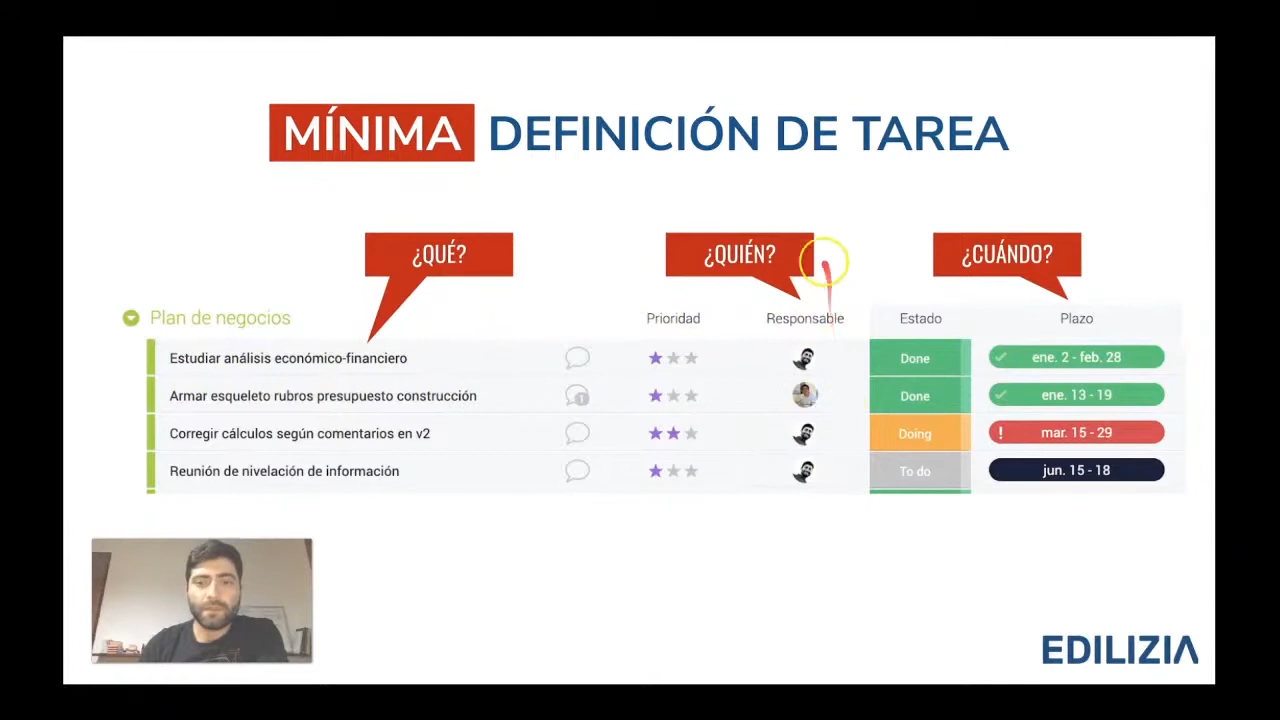 MÍNIMA DEFINICIÓN DE TAREA
¿QUÉ? ¿QUIÉN? ¿CUÁNDO?
Plan de negocios Prioridad Responsable Estado Plazo
Estudiar análisis económico-financiero Done ene. 2 - feb. 28
Armar esqueleto rubros presupuesto construcción 1 Done ene. 13 - 19
Corregir cálculos según comentarios en v2 Doing ! mar. 15 - 29
Reunión de nivelación de información To do jun. 15 - 18
EDILIZIA